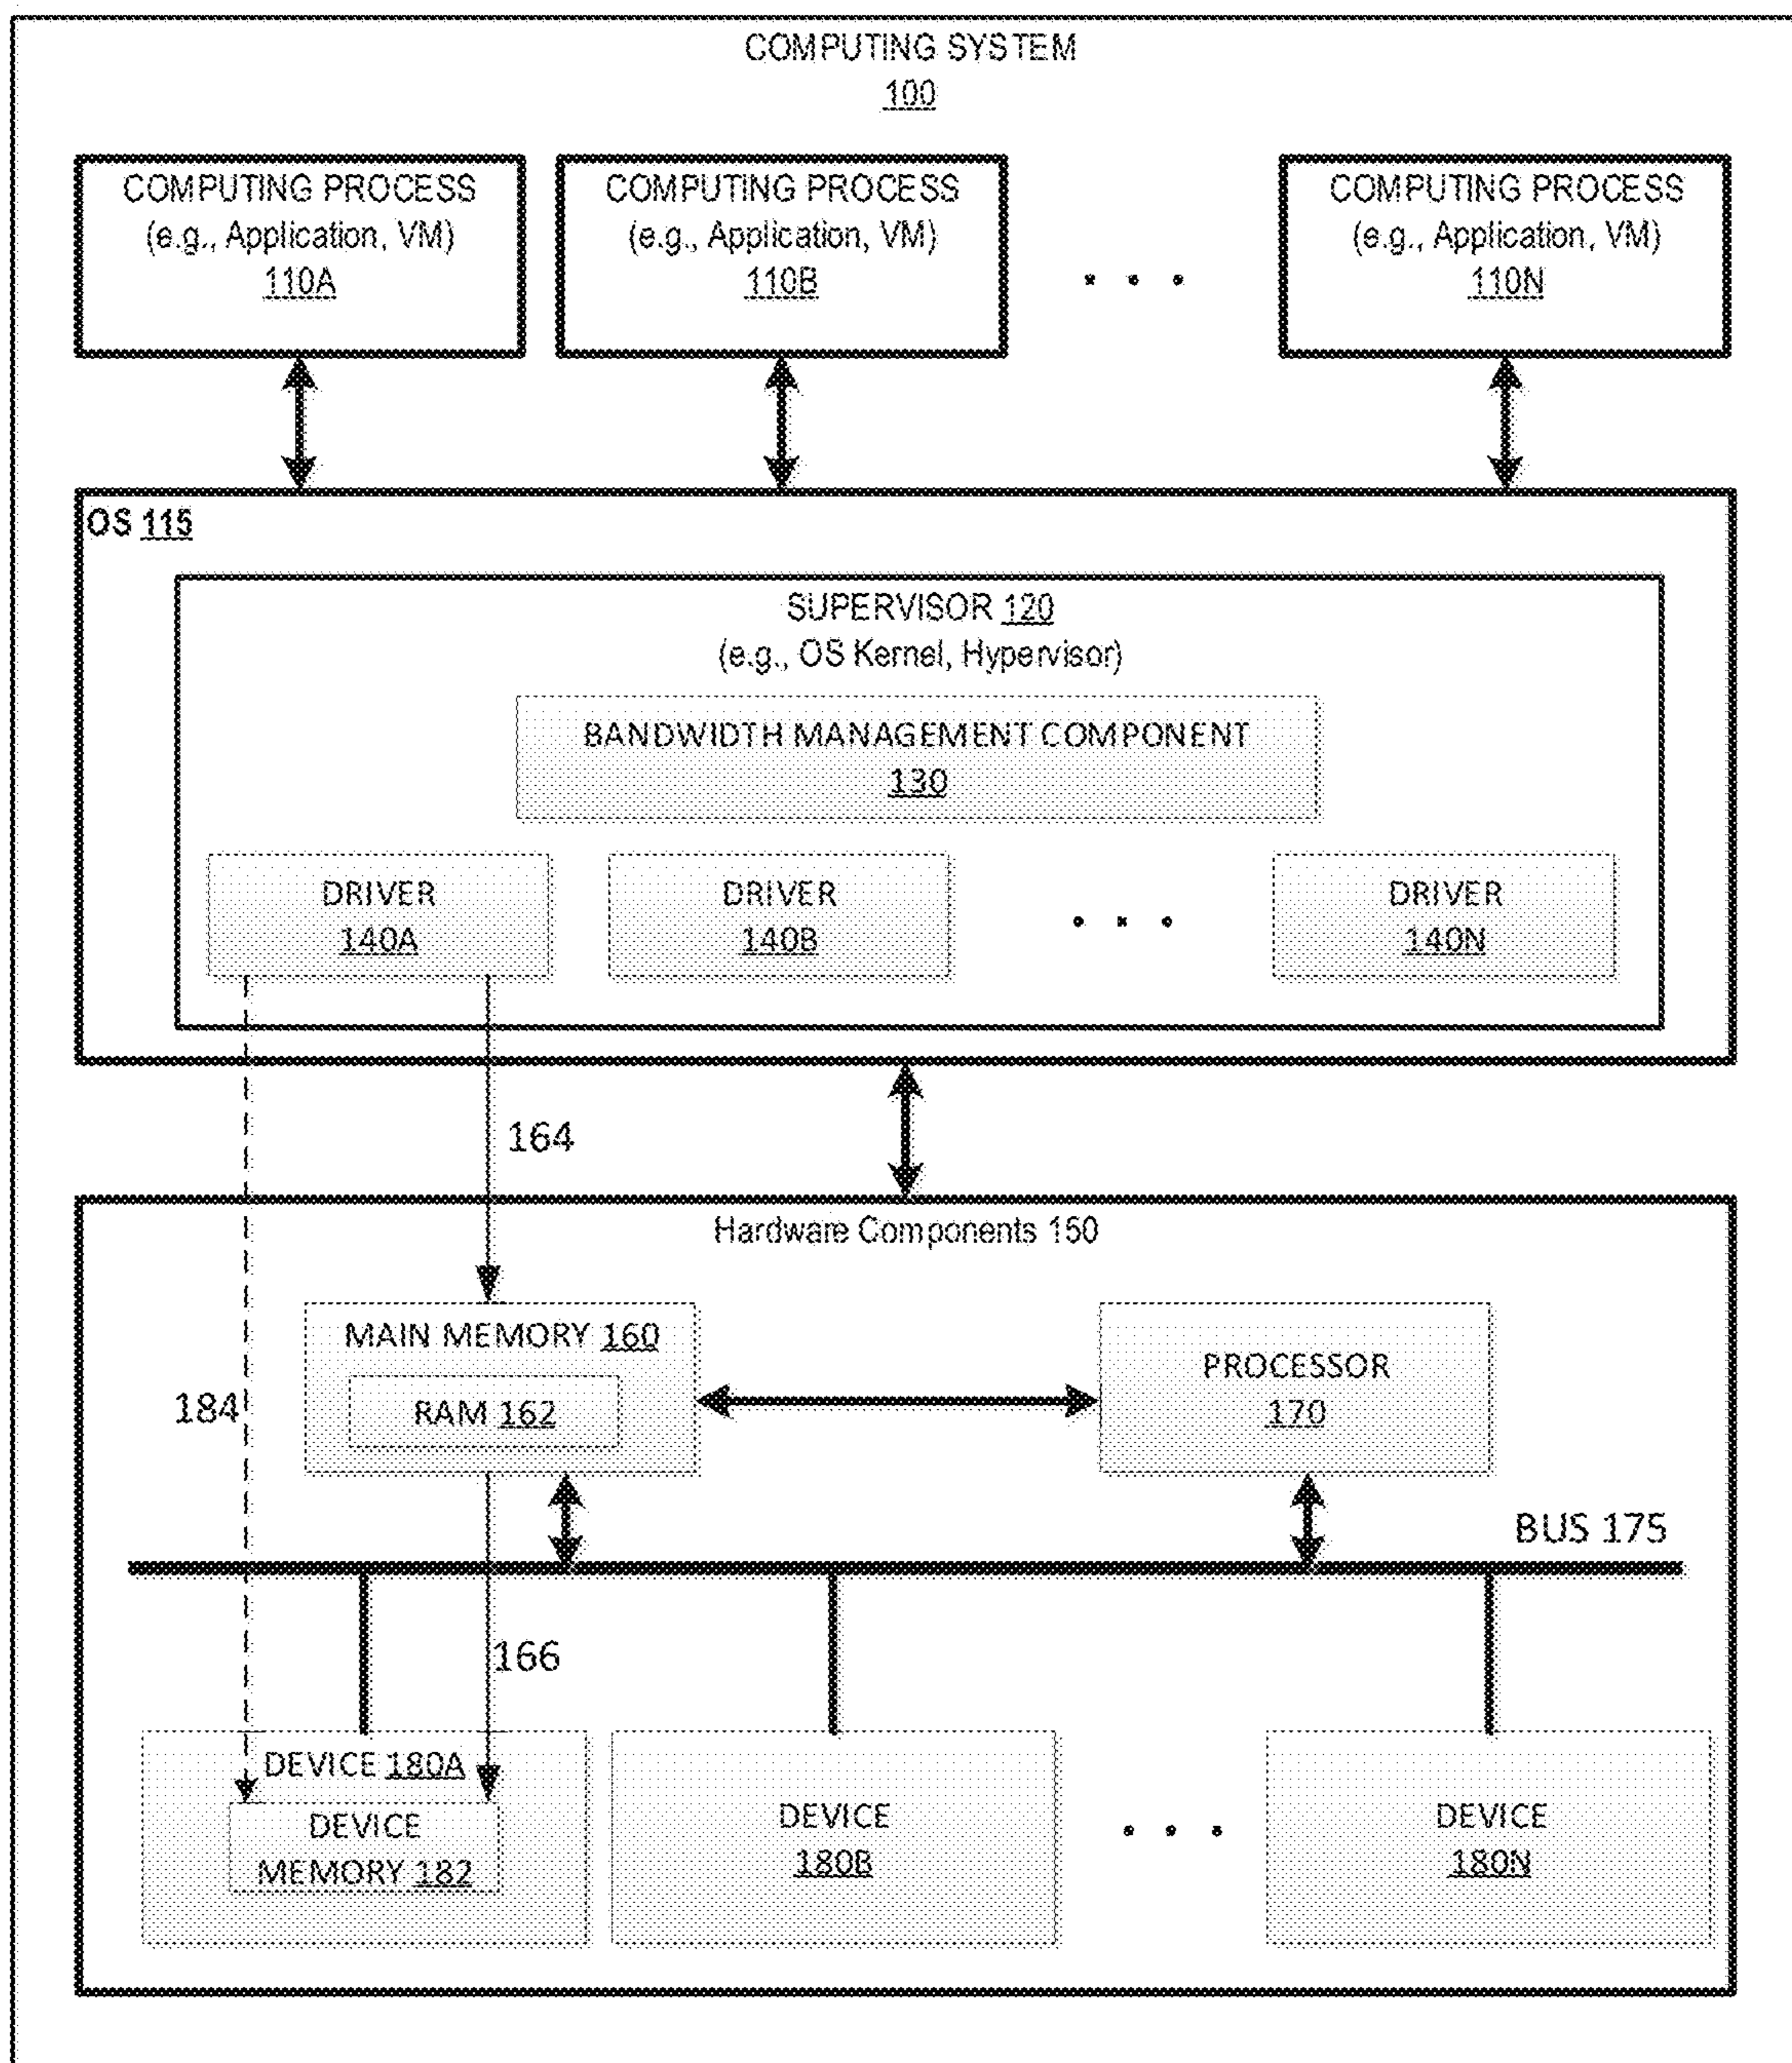 COMPUTING SYSTEM
100
COMPUTING PROCESS
(e.g., Application, VM)
110A
COMPUTING PROCESS
(e.g., Application, VM)
110B
. . .
COMPUTING PROCESS
(e.g., Application, VM)
110N
OS 115
SUPERVISOR 120
(e.g., OS Kernel, Hypervisor)
BANDWIDTH MANAGEMENT COMPONENT
130
DRIVER
140A
DRIVER
140B
. . .
DRIVER
140N
164
Hardware Components 150
MAIN MEMORY 160
RAM 162
PROCESSOR
170
184
BUS 175
166
DEVICE 180A
DEVICE
MEMORY 182
DEVICE
180B
. . .
DEVICE
180N